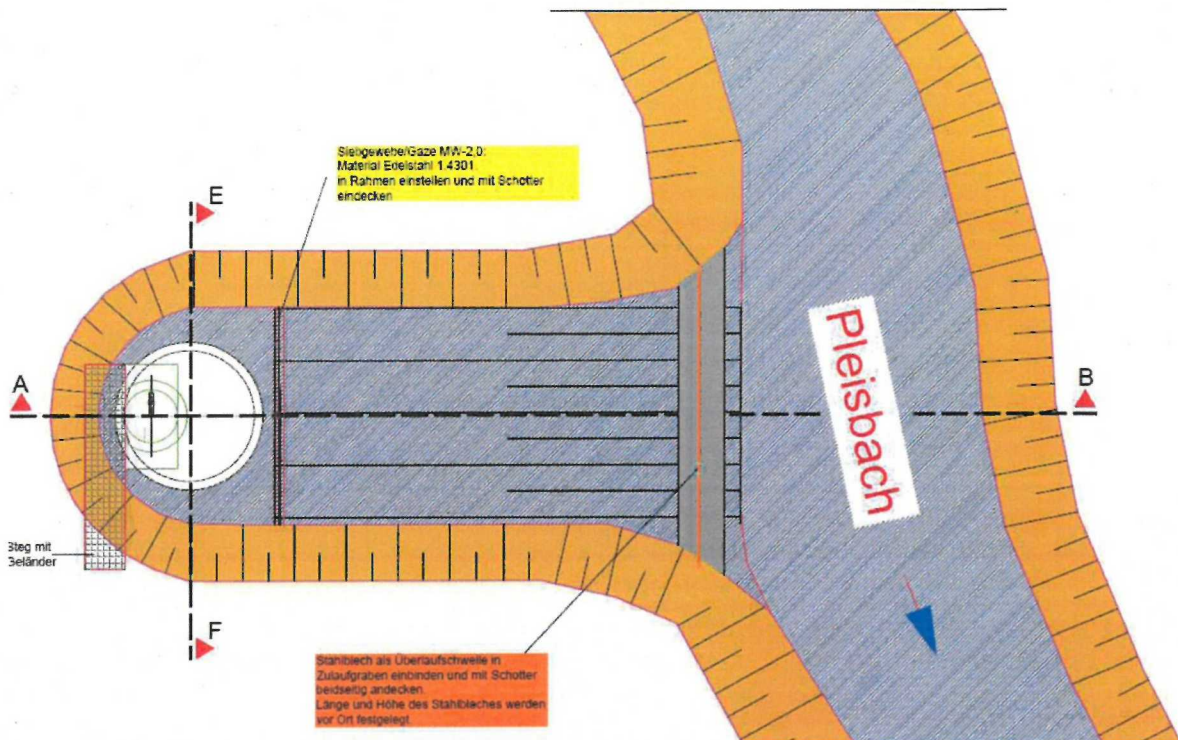 Siebgewebe/Gaze MW-2,0:
Material Edelstahl 1.4301
in Rahmen einstellen und mit Schotter
eindecken
E
A
B
Pleisbach
Steg mit
Geländer
F
Stahlblech als Überlaufschwelle in
Zulaufgraben einbinden und mit Schotter
beidseitig andecken.
Länge und Höhe des Stahlbleches werden
vor Ort festgelegt.